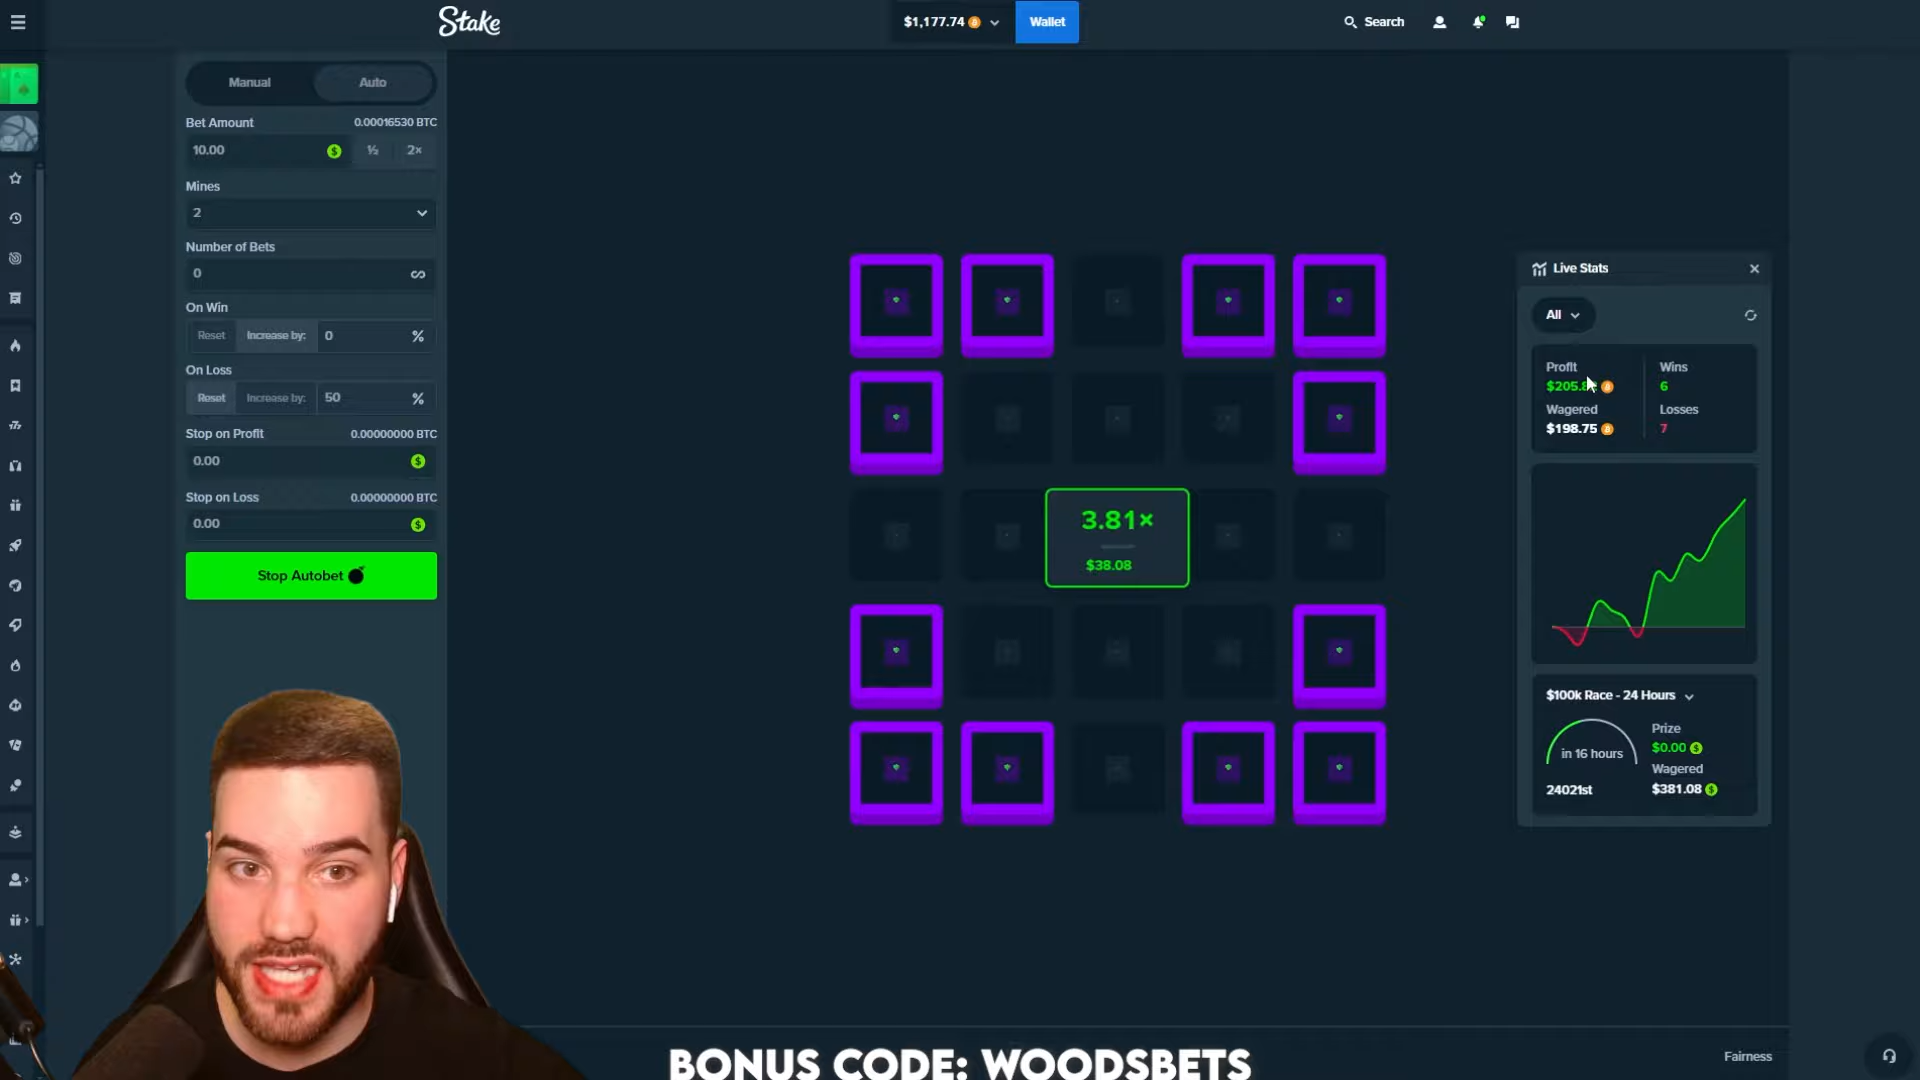 Stake
$1,177.74
Wallet
Search
Manual
Auto
Bet Amount
0.00016530 BTC
10.00
½
2×
Mines
2
Number of Bets
0
∞
On Win
Reset
Increase by:
0
%
On Loss
Reset
Increase by:
50
%
Stop on Profit
0.00000000 BTC
0.00
Stop on Loss
0.00000000 BTC
0.00
Stop Autobet
3.81×
$38.08
Live Stats
All
Profit
Wins
6
Wagered
Losses
$198.75
7
$100k Race - 24 Hours
in 16 hours
Prize
$0.00
Wagered
24021st
$381.08
BONUS CODE: WOODSBETS
Fairness